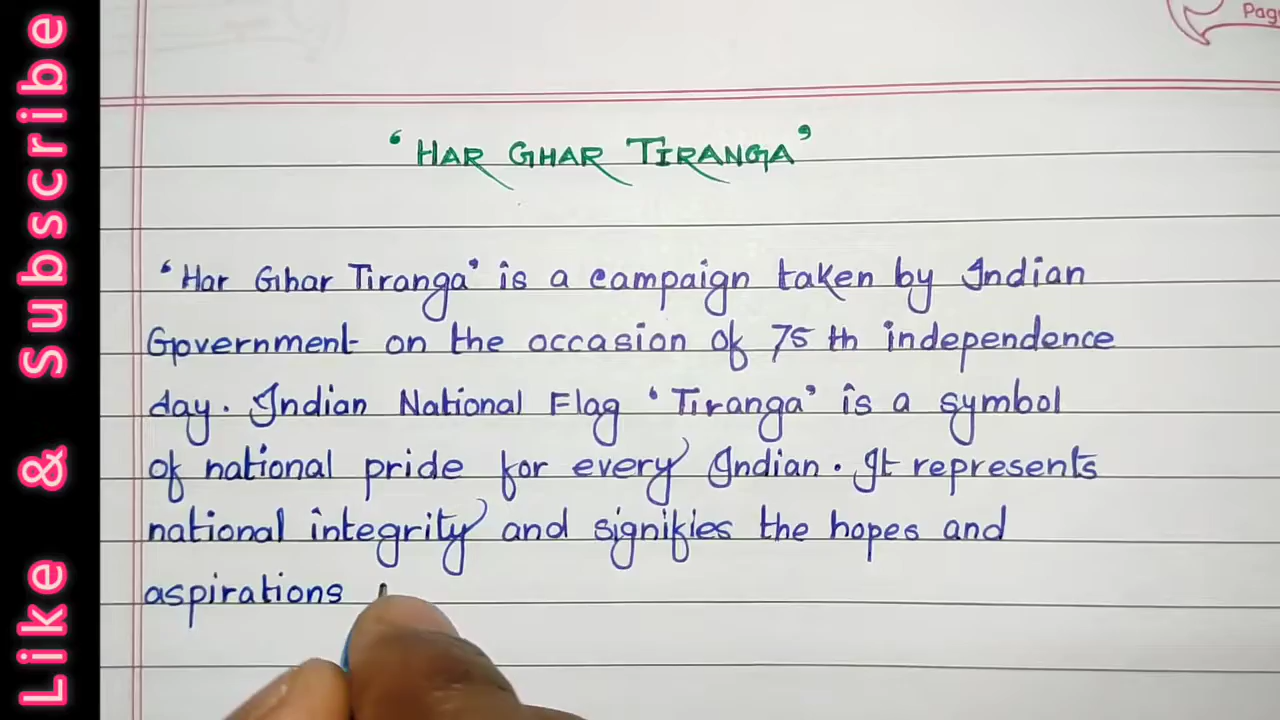 Like & Subscribe
Pag
‘HAR GHAR TIRANGA’
‘Har Ghar Tiranga’ is a campaign taken by Indian
Government on the occasion of 75 th independence
day. Indian National Flag ‘Tiranga’ is a symbol
of national pride for every Indian. It represents
national integrity and signifies the hopes and
aspirations